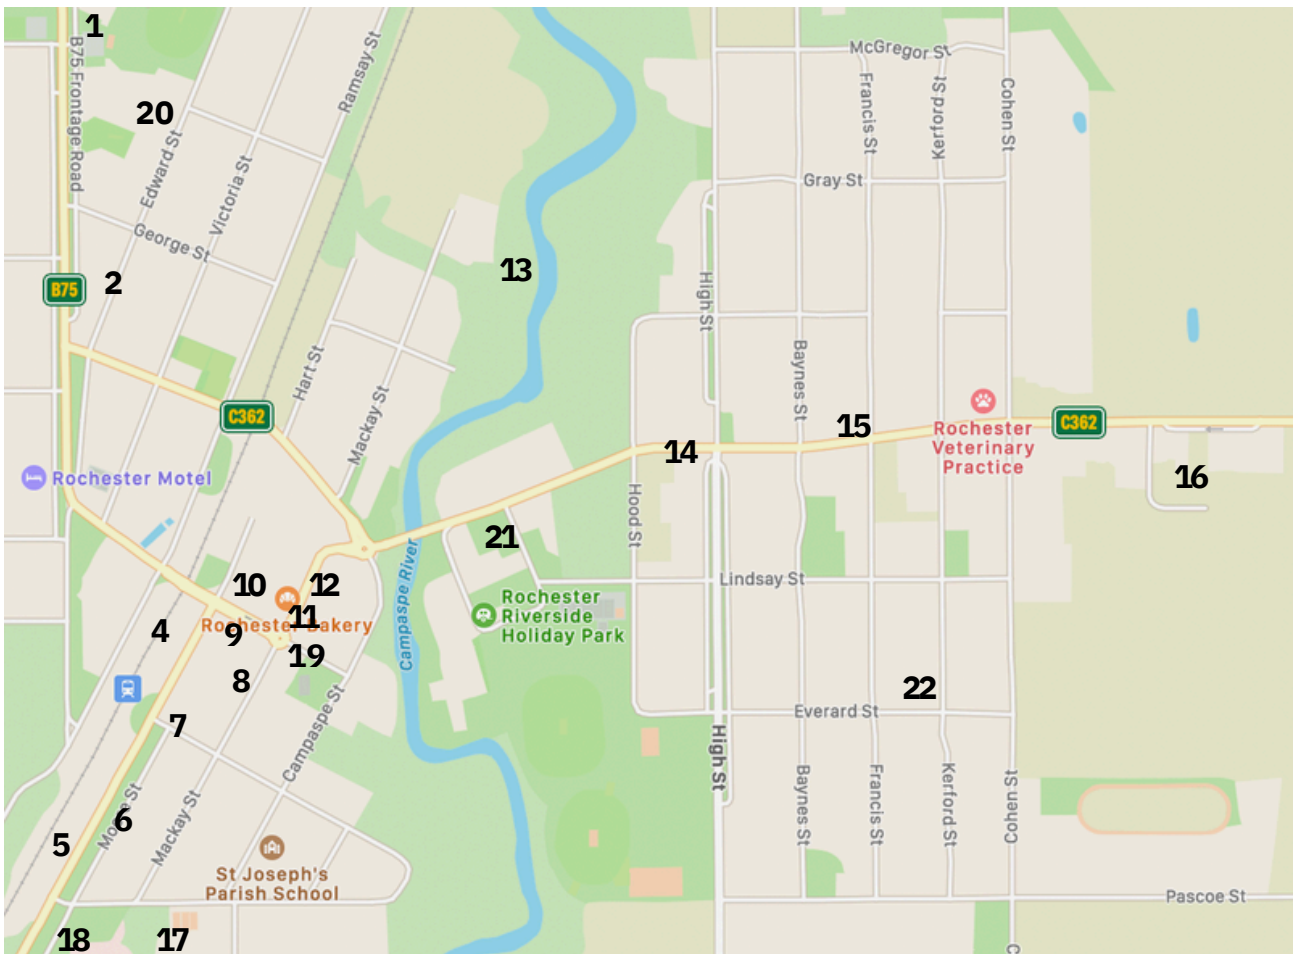 1
B75 Frontage Road
Ramsay St
McGregor St
20
Edward St
Victoria St
Francis St
Kerford St
Cohen St
Gray St
George St
13
B75
2
High St
Hart St
Baynes St
C362
Mackay St
15
Rochester
Veterinary
Practice
C362
14
Rochester Motel
16
Hood St
21
Campaspe River
Lindsay St
10
12
Rochester
Riverside
Holiday Park
11
Rochester Bakery
4
9
19
8
22
Everard St
7
Campaspe St
High St
Moore St
6
Mackay St
5
Baynes St
Francis St
Kerford St
Cohen St
St Joseph's
Parish School
Pascoe St
18
17
C